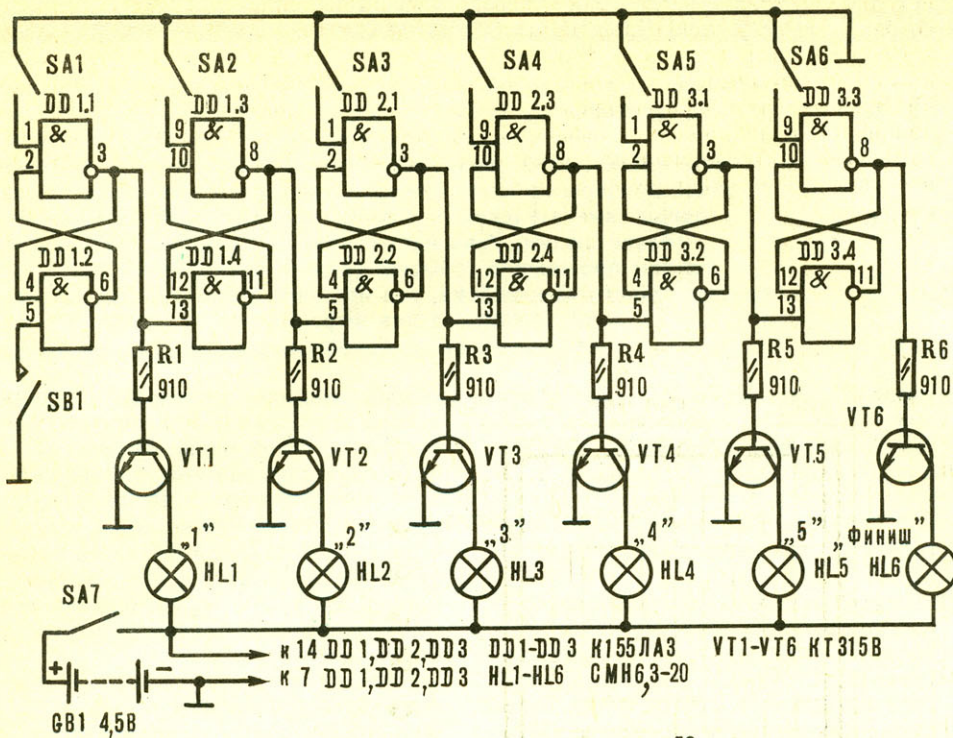 SA1 SA2 SA3 SA4 SA5 SA6
DD 1.1 DD 1.3 DD 2.1 DD 2.3 DD 3.1 DD 3.3
1 & 9 & 1 & 9 & 1 & 9 &
2 3 10 8 2 3 10 8 2 3 10 8
DD 1.2 DD 1.4 DD 2.2 DD 2.4 DD 3.2 DD 3.4
4 & 6 12 & 11 4 & 6 12 & 11 4 & 6 12 & 11
5 13 5 13 5 13
SB1
R1 R2 R3 R4 R5 R6
910 910 910 910 910 910
VT1 VT2 VT3 VT4 VT5 VT6
„1” „2” „3” „4” „5” „Финиш”
HL1 HL2 HL3 HL4 HL5 HL6
SA7
к 14 DD 1, DD 2, DD 3 DD 1-DD 3 К155ЛА3 VT1-VT6 КТ315В
+ - к 7 DD 1, DD 2, DD 3 HL1-HL6 СМН6,3-20
GB1 4,5В